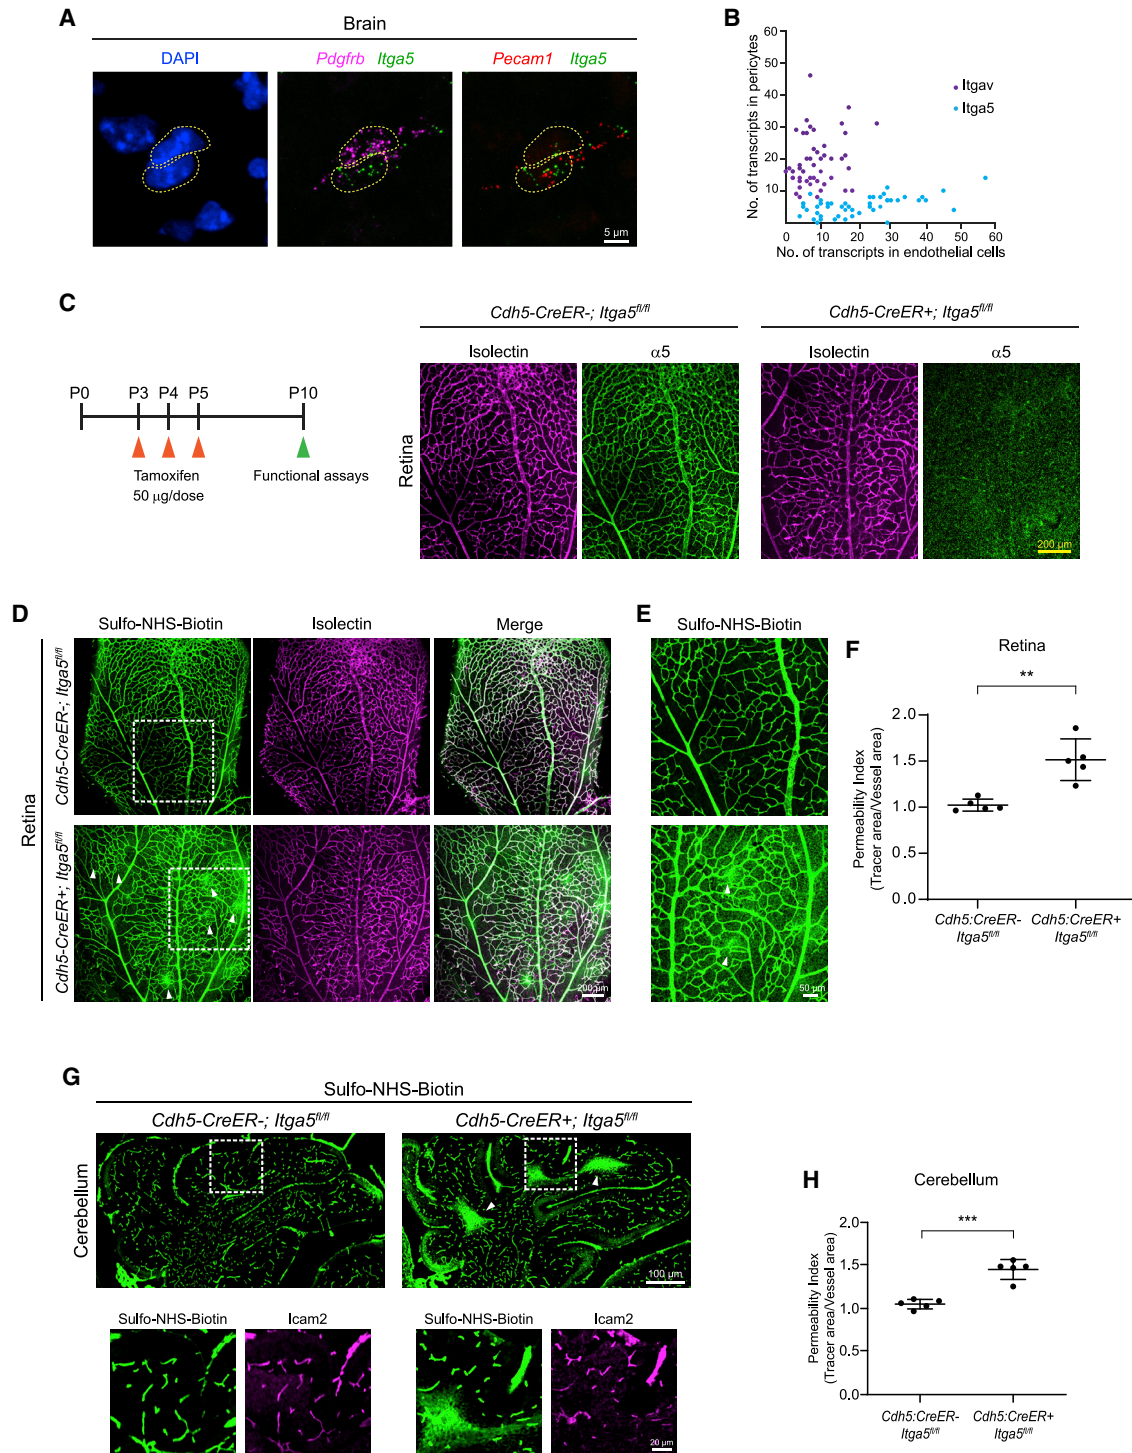 A
Brain
DAPI
Pdgfrb Itga5
Pecam1 Itga5
5 µm
B
No. of transcripts in pericytes
60
50
40
30
20
10
0 10 20 30 40 50 60
No. of transcripts in endothelial cells
Itgav
Itga5
C
P0 P3 P4 P5 P10
Tamoxifen
50 µg/dose
Functional assays
Cdh5-CreER-; Itga5fl/fl
Cdh5-CreER+; Itga5fl/fl
Isolectin
α5
Isolectin
α5
Retina
200 µm
D
Sulfo-NHS-Biotin
Isolectin
Merge
Retina
Cdh5-CreER-; Itga5fl/fl
Cdh5-CreER+; Itga5fl/fl
200 µm
E
Sulfo-NHS-Biotin
50 µm
F
Retina
**
Permeability Index
(Tracer area/Vessel area)
2.0
1.5
1.0
0.5
0.0
Cdh5:CreER-
Itga5fl/fl
Cdh5:CreER+
Itga5fl/fl
G
Sulfo-NHS-Biotin
Cdh5-CreER-; Itga5fl/fl
Cdh5-CreER+; Itga5fl/fl
Cerebellum
100 µm
Sulfo-NHS-Biotin
Icam2
Sulfo-NHS-Biotin
Icam2
20 µm
H
Cerebellum
***
Permeability Index
(Tracer area/Vessel area)
2.0
1.5
1.0
0.0
Cdh5:CreER-
Itga5fl/fl
Cdh5:CreER+
Itga5fl/fl